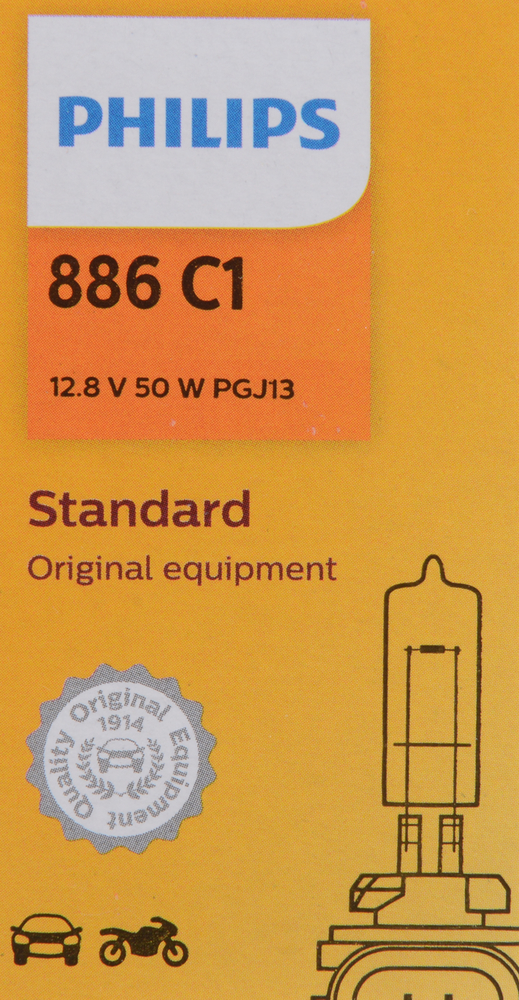 PHILIPS
886 C1
12.8 V 50 W PGJ13
Standard
Original equipment
Quality Original Equipment
1914